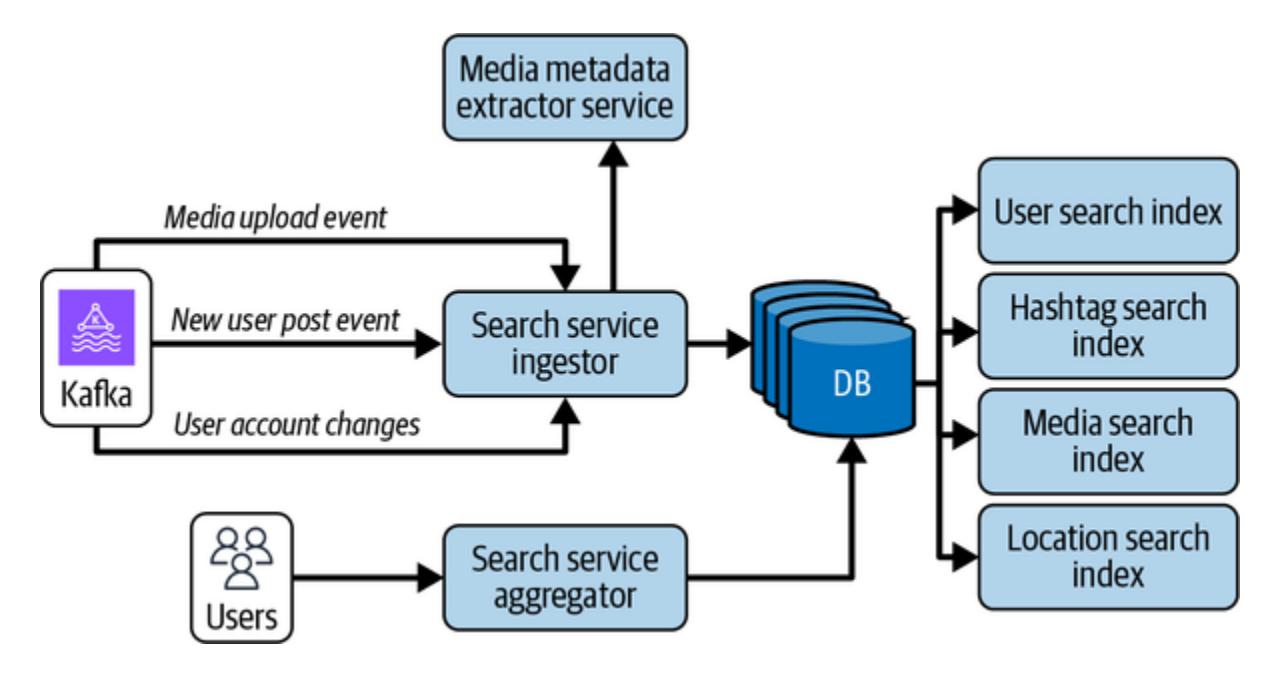 Media metadata
extractor service
Media upload event
New user post event
User account changes
K
Kafka
Search service
ingestor
DB
User search index
Hashtag search
index
Media search
index
Location search
index
Users
Search service
aggregator